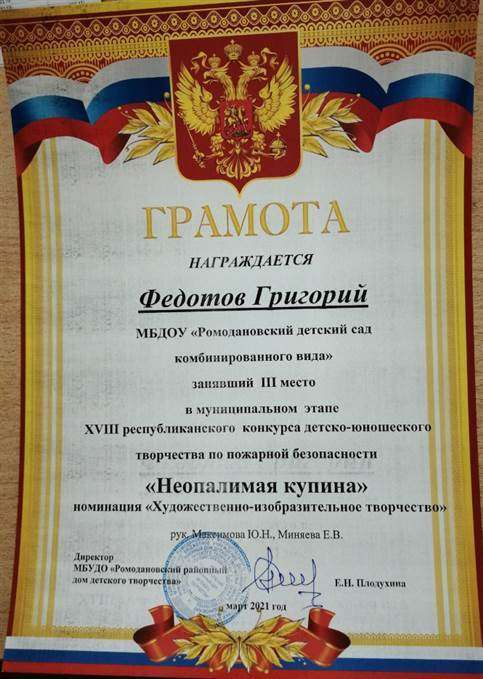 ГРАМОТА
НАГРАЖДАЕТСЯ
Федотов Григорий
МБДОУ «Ромодановский детский сад
комбинированного вида»
занявший III место
в муниципальном этапе
XVIII республиканского конкурса детско-юношеского
творчества по пожарной безопасности
«Неопалимая купина»
номинация «Художественно-изобразительное творчество»
рук. Максимова Ю.Н., Миняева Е.В.
Директор
МБУДО «Ромодановский районный
дом детского творчества»
Е.Н. Плодухина
март 2021 год